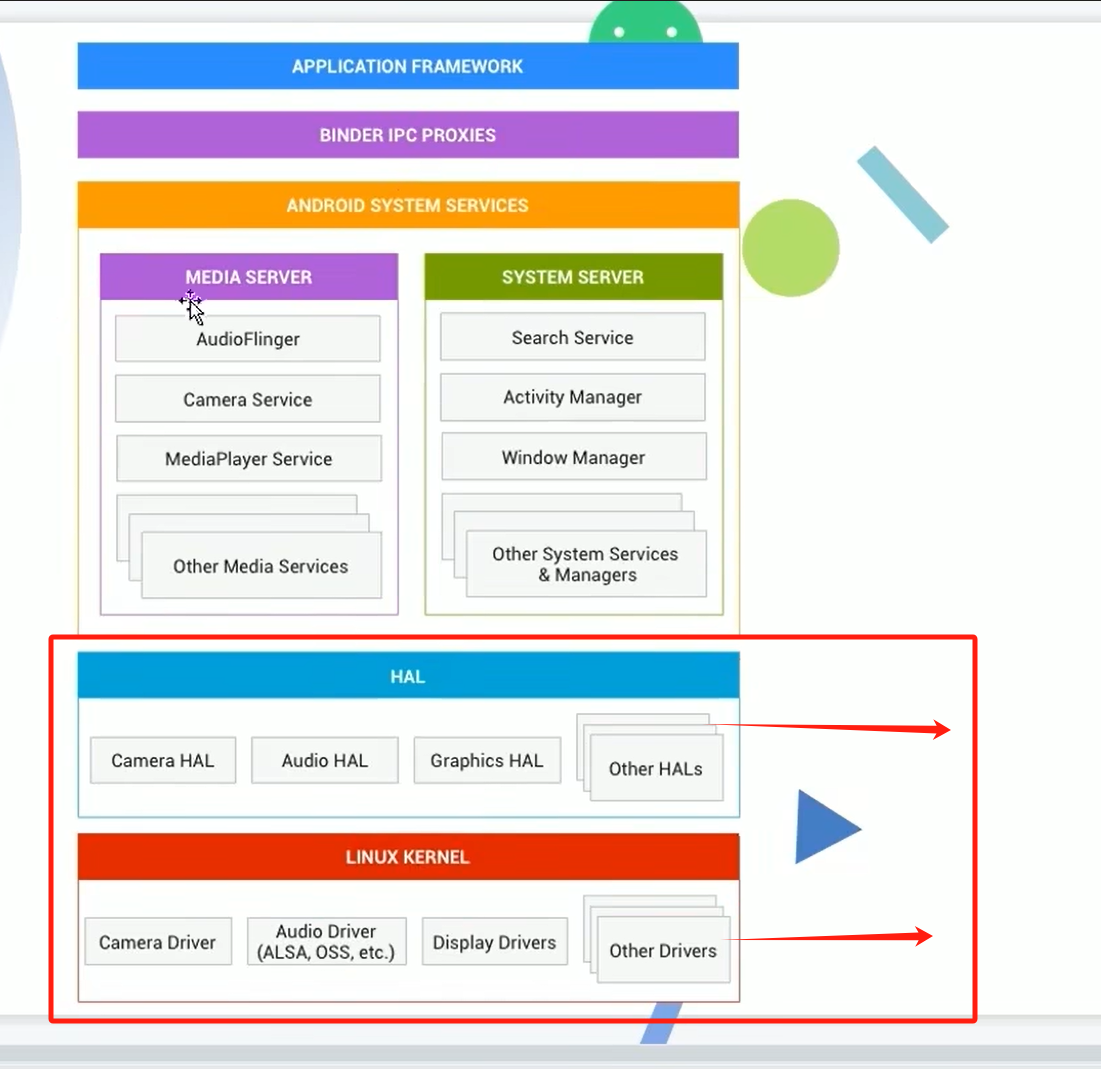 APPLICATION FRAMEWORK
BINDER IPC PROXIES
ANDROID SYSTEM SERVICES
MEDIA SERVER
AudioFlinger
Camera Service
MediaPlayer Service
Other Media Services
SYSTEM SERVER
Search Service
Activity Manager
Window Manager
Other System Services
& Managers
HAL
Camera HAL
Audio HAL
Graphics HAL
Other HALs
LINUX KERNEL
Camera Driver
Audio Driver
(ALSA, OSS, etc.)
Display Drivers
Other Drivers